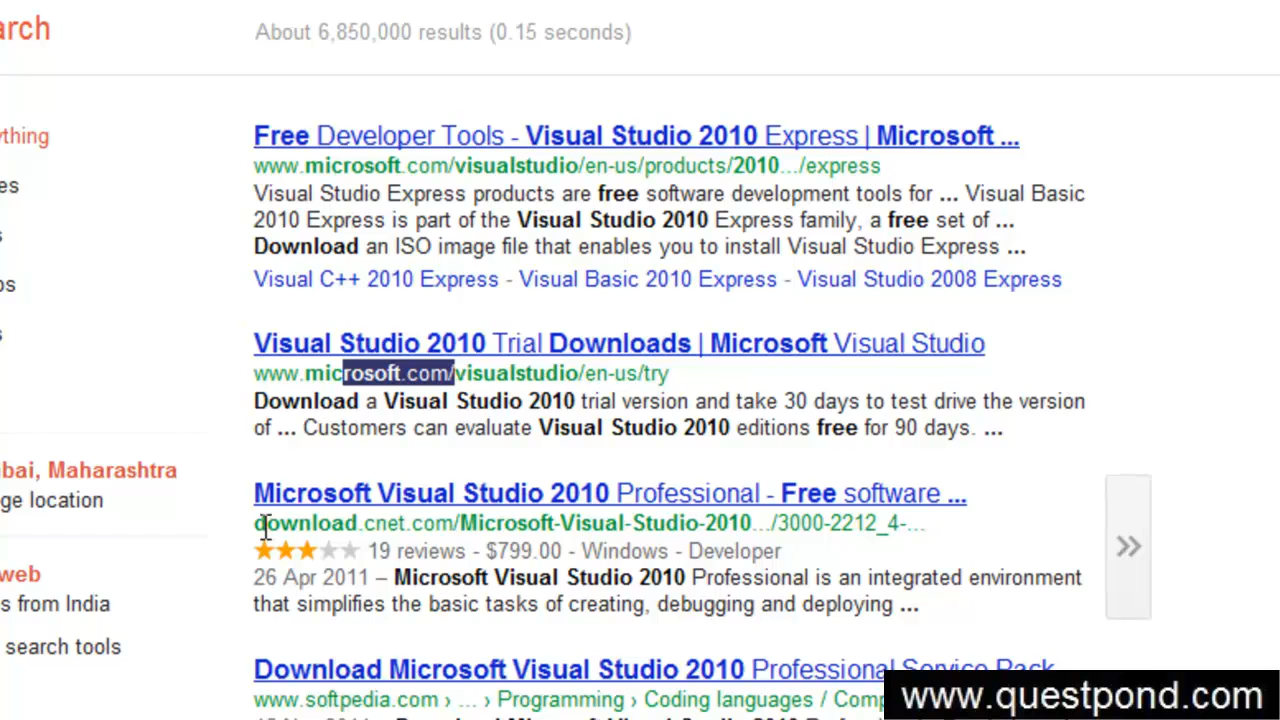 arch
About 6,850,000 results (0.15 seconds)
ything
es
s
ps
s
bai, Maharashtra
ge location
web
s from India
search tools
Free Developer Tools - Visual Studio 2010 Express | Microsoft ...
www.microsoft.com/visualstudio/en-us/products/2010.../express
Visual Studio Express products are free software development tools for ... Visual Basic
2010 Express is part of the Visual Studio 2010 Express family, a free set of ...
Download an ISO image file that enables you to install Visual Studio Express ...
Visual C++ 2010 Express - Visual Basic 2010 Express - Visual Studio 2008 Express
Visual Studio 2010 Trial Downloads | Microsoft Visual Studio
www.microsoft.com/visualstudio/en-us/try
Download a Visual Studio 2010 trial version and take 30 days to test drive the version
of ... Customers can evaluate Visual Studio 2010 editions free for 90 days. ...
Microsoft Visual Studio 2010 Professional - Free software ...
download.cnet.com/Microsoft-Visual-Studio-2010.../3000-2212_4-...
19 reviews - $799.00 - Windows - Developer
26 Apr 2011 – Microsoft Visual Studio 2010 Professional is an integrated environment
that simplifies the basic tasks of creating, debugging and deploying ...
Download Microsoft Visual Studio 2010 Professional Service Pack
www.softpedia.com › ... › Programming › Coding languages / Comp
www.questpond.com